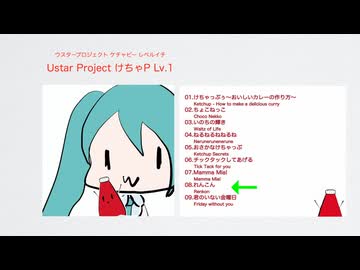 ウスタープロジェクト ケチャピー レベルイチ
Ustar Project けちゃP Lv.1
01.けちゃっぷぅ〜おいしいカレーの作り方〜
Ketchup - How to make a delicious curry
02.ちょこねっこ
Choco Nekko
03.いのちの輝き
Waltz of Life
04.ねるねるねるねる
Nerunerunerunerure
05.おさかなけちゃっぷ
Ketchup Secrets
06.チックタックしてあげる
Tick Tack for you
07.Mamma Mia!
Mamma Mia!
08.れんこん
Renkon
09.君のいない金曜日
Friday without you